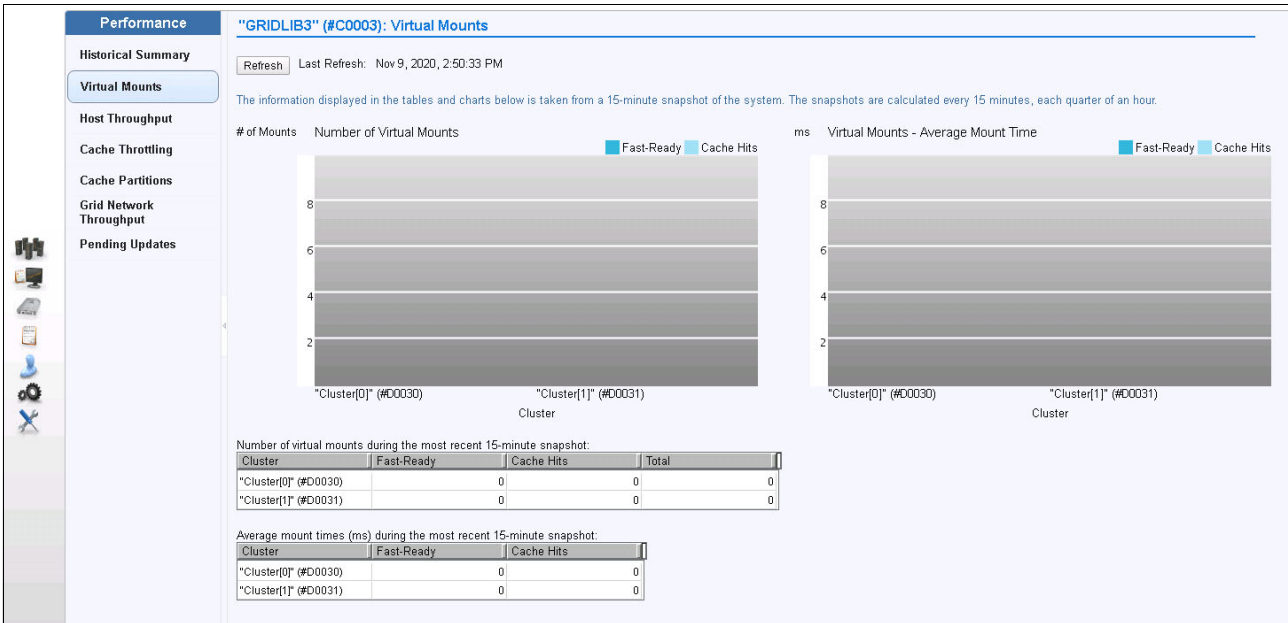 Performance
Historical Summary
Virtual Mounts
Host Throughput
Cache Throttling
Cache Partitions
Grid Network
Throughput
Pending Updates
"GRIDLIB3" (#C0003): Virtual Mounts
Refresh Last Refresh: Nov 9, 2020, 2:50:33 PM
The information displayed in the tables and charts below is taken from a 15-minute snapshot of the system. The snapshots are calculated every 15 minutes, each quarter of an hour.
# of Mounts Number of Virtual Mounts
Fast-Ready Cache Hits
8
6
4
2
"Cluster[0]" (#D0030) "Cluster[1]" (#D0031)
Cluster
ms Virtual Mounts - Average Mount Time
Fast-Ready Cache Hits
8
6
4
2
"Cluster[0]" (#D0030) "Cluster[1]" (#D0031)
Cluster
Number of virtual mounts during the most recent 15-minute snapshot:
Cluster Fast-Ready Cache Hits Total
"Cluster[0]" (#D0030) 0 0 0
"Cluster[1]" (#D0031) 0 0 0
Average mount times (ms) during the most recent 15-minute snapshot:
Cluster Fast-Ready Cache Hits
"Cluster[0]" (#D0030) 0 0
"Cluster[1]" (#D0031) 0 0